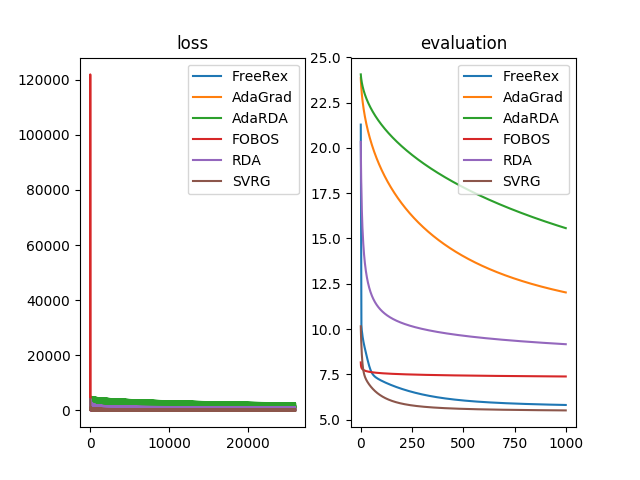 loss
120000
100000
80000
60000
40000
20000
0
0
10000
20000
FreeRex
AdaGrad
AdaRDA
FOBOS
RDA
SVRG
evaluation
25.0
22.5
20.0
17.5
15.0
12.5
10.0
7.5
5.0
0
250
500
750
1000
FreeRex
AdaGrad
AdaRDA
FOBOS
RDA
SVRG